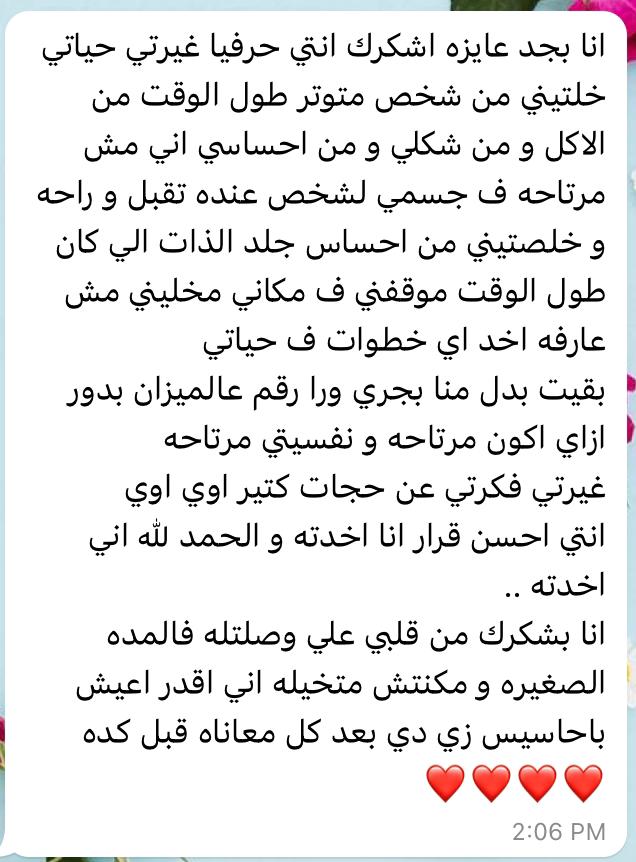 انا بجد عايزه اشكرك انتي حرفيا غيرتي حياتي
خلتيني من شخص متوتر طول الوقت من
الاكل و من شكلي و من احساسي اني مش
مرتاحه ف جسمي لشخص عنده تقبل و راحه
و خلصتيني من احساس جلد الذات الي كان
طول الوقت موقفني ف مكاني مخليني مش
عارفه اخد اي خطوات ف حياتي
بقيت بدل منا بجري ورا رقم عالميزان بدور
ازاي اكون مرتاحه و نفسيتي مرتاحه
غيرتي فكرتي عن حجات كتير اوي اوي
انتي احسن قرار انا اخدته و الحمد لله اني
اخدته ..
انا بشكرك من قلبي علي وصلتله فالمده
الصغيره و مكنتش متخيله اني اقدر اعيش
باحاسيس زي دي بعد كل معاناه قبل كده
❤️❤️❤️❤️
2:06 PM